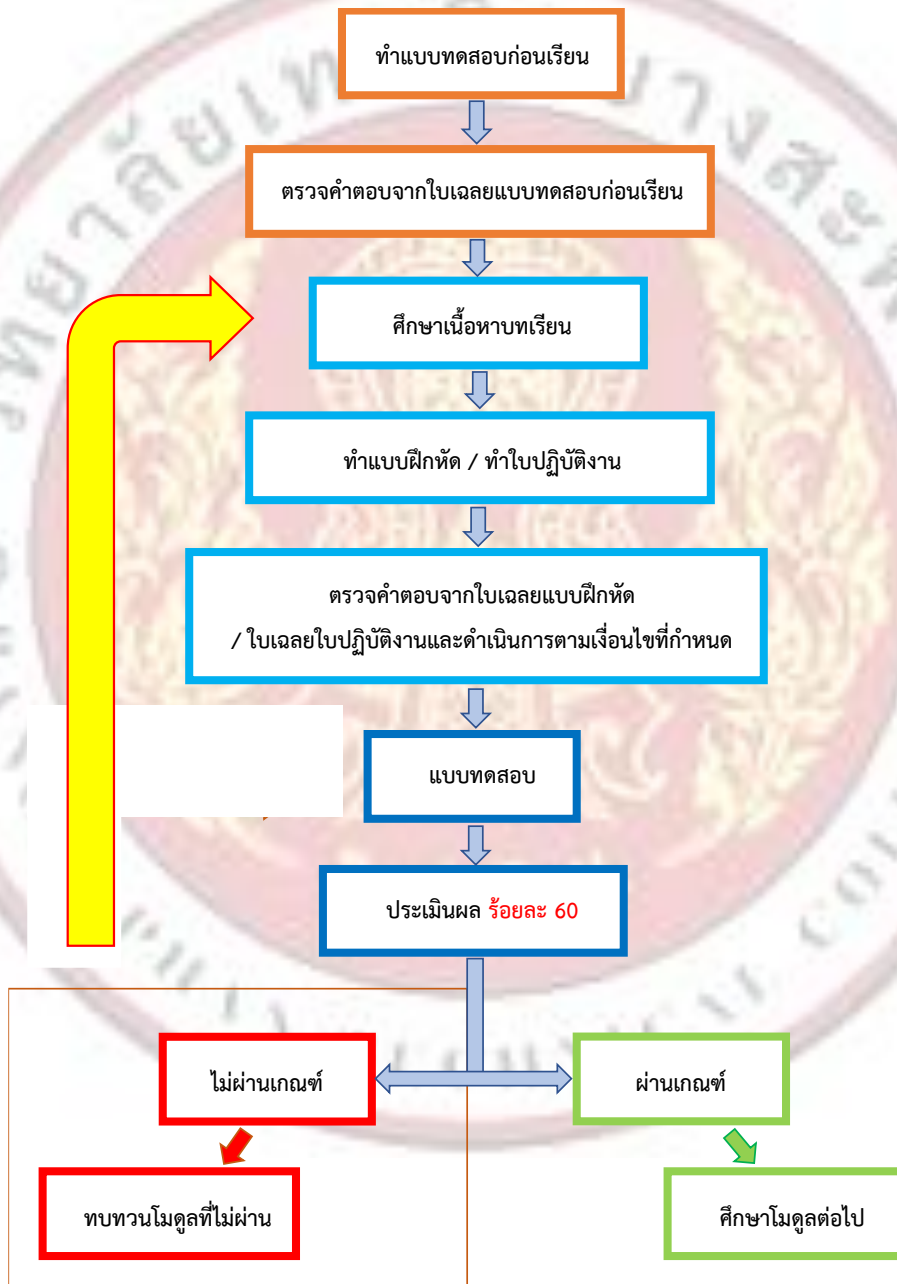 ทำแบบทดสอบก่อนเรียน
ตรวจคำตอบจากใบเฉลยแบบทดสอบก่อนเรียน
ศึกษาเนื้อหาบทเรียน
ทำแบบฝึกหัด / ทำใบปฏิบัติงาน
ตรวจคำตอบจากใบเฉลยแบบฝึกหัด
/ ใบเฉลยใบปฏิบัติงานและดำเนินการตามเงื่อนไขที่กำหนด
แบบทดสอบ
ประเมินผล ร้อยละ 60
ไม่ผ่านเกณฑ์
ผ่านเกณฑ์
ทบทวนโมดูลที่ไม่ผ่าน
ศึกษาโมดูลต่อไป